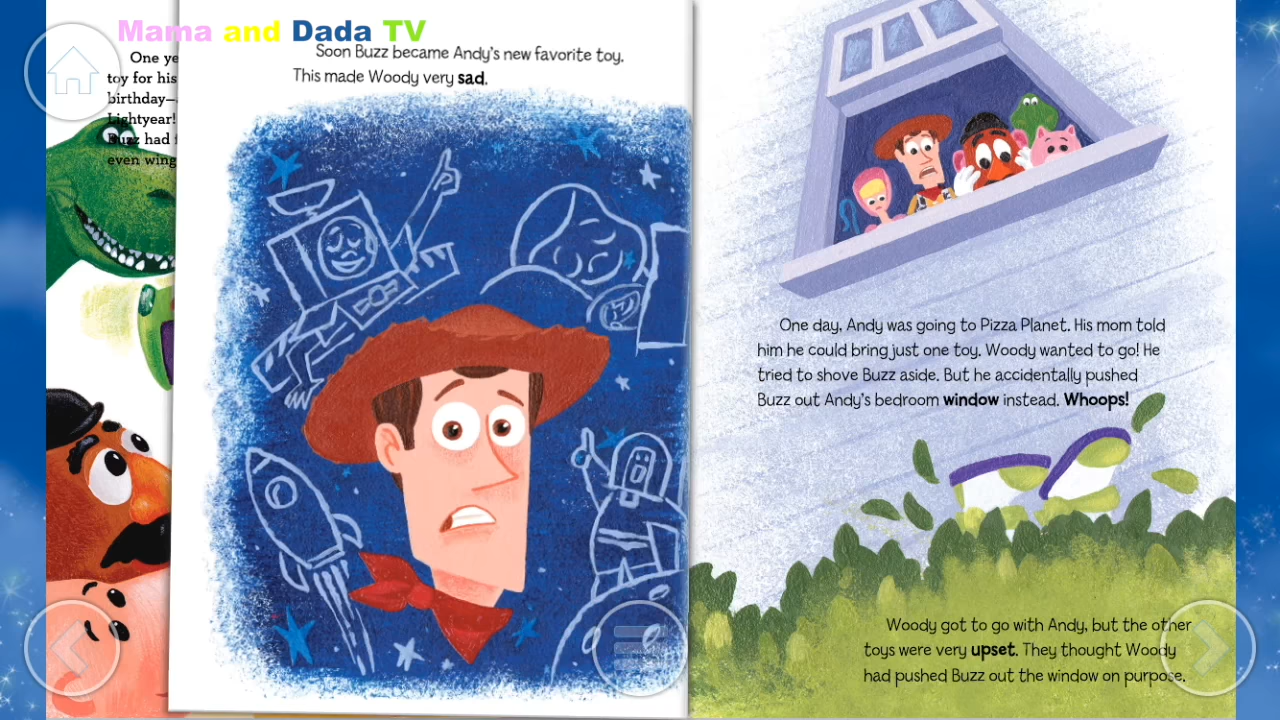 Mama and Dada TV
One ye
toy for his
birthday—
Lightyear!
Buzz had
even wing
Soon Buzz became Andy's new favorite toy.
This made Woody very sad.
One day, Andy was going to Pizza Planet. His mom told
him he could bring just one toy. Woody wanted to go! He
tried to shove Buzz aside. But he accidentally pushed
Buzz out Andy's bedroom window instead. Whoops!
Woody got to go with Andy, but the other
toys were very upset. They thought Woody
had pushed Buzz out the window on purpose.